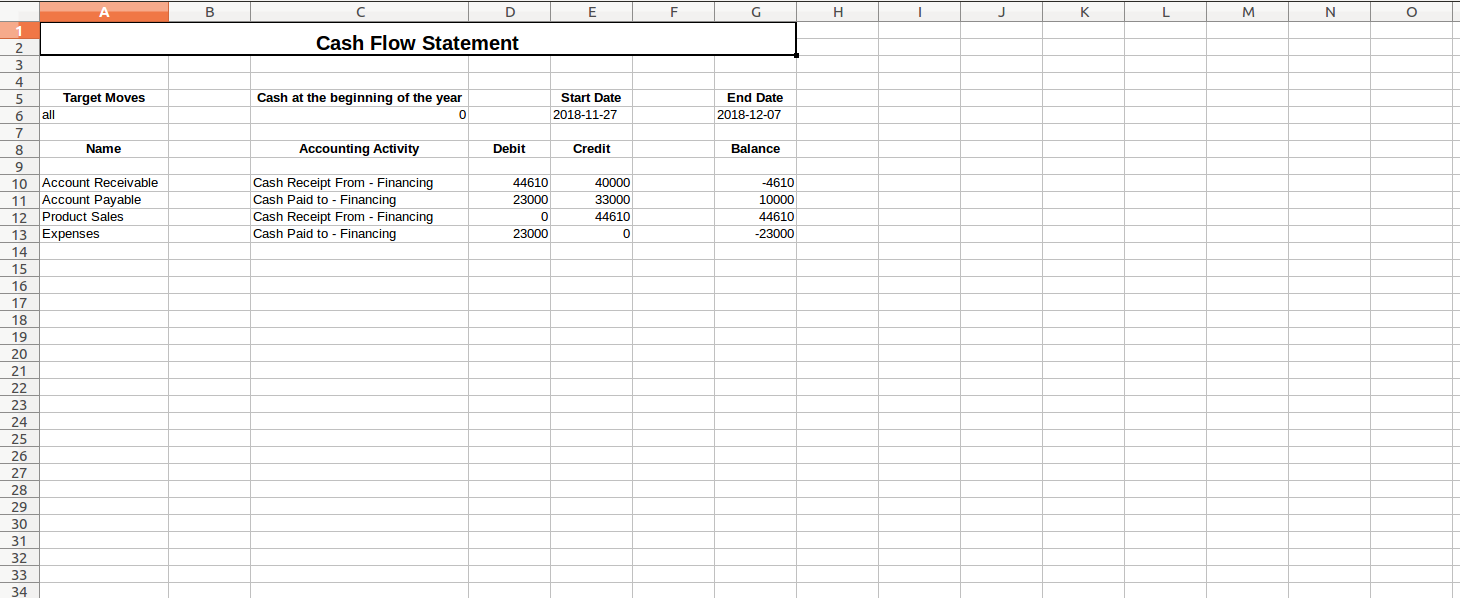 A B C D E F G H I J K L M N O
1
2 Cash Flow Statement
3
4
5 Target Moves Cash at the beginning of the year Start Date End Date
6 all 0 2018-11-27 2018-12-07
7
8 Name Accounting Activity Debit Credit Balance
9
10 Account Receivable Cash Receipt From - Financing 44610 40000 -4610
11 Account Payable Cash Paid to - Financing 23000 33000 10000
12 Product Sales Cash Receipt From - Financing 0 44610 44610
13 Expenses Cash Paid to - Financing 23000 0 -23000
14
15
16
17
18
19
20
21
22
23
24
25
26
27
28
29
30
31
32
33
34